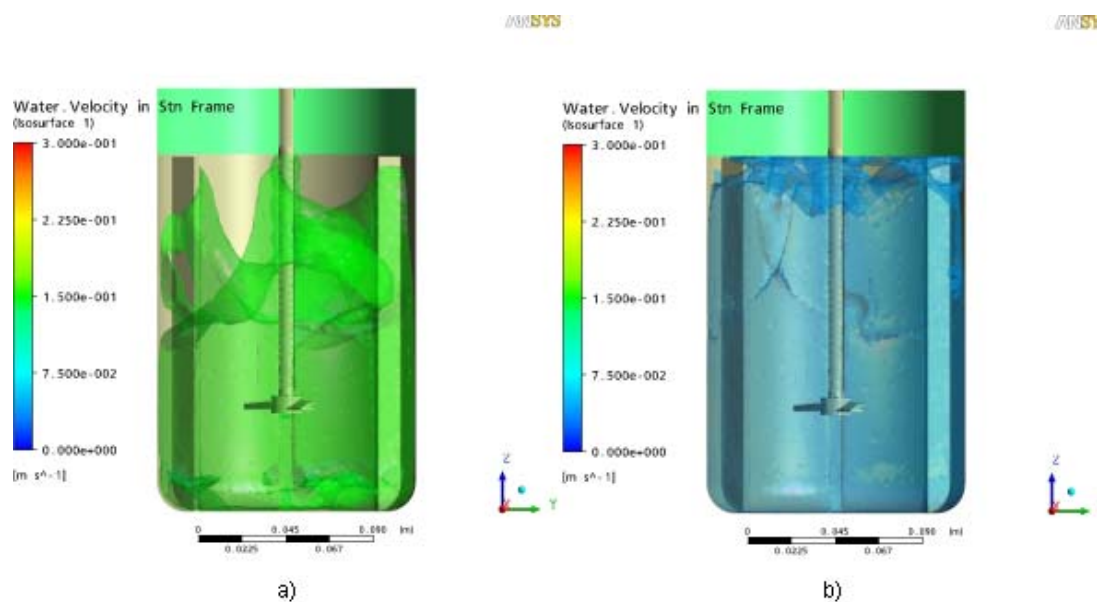 ANSYS
Water.Velocity in Stn Frame
(Isosurface 1)
3.000e-001
2.250e-001
1.500e-001
7.500e-002
0.000e+000
[m s^-1]
Z
X
Y
0 0.045 0.090 (m)
0.0225 0.067
a)
ANSY
Water.Velocity in Stn Frame
(Isosurface 1)
3.000e-001
2.250e-001
1.500e-001
7.500e-002
0.000e+000
[m s^-1]
Z
X
0 0.045 0.090 (m)
0.0225 0.067
b)